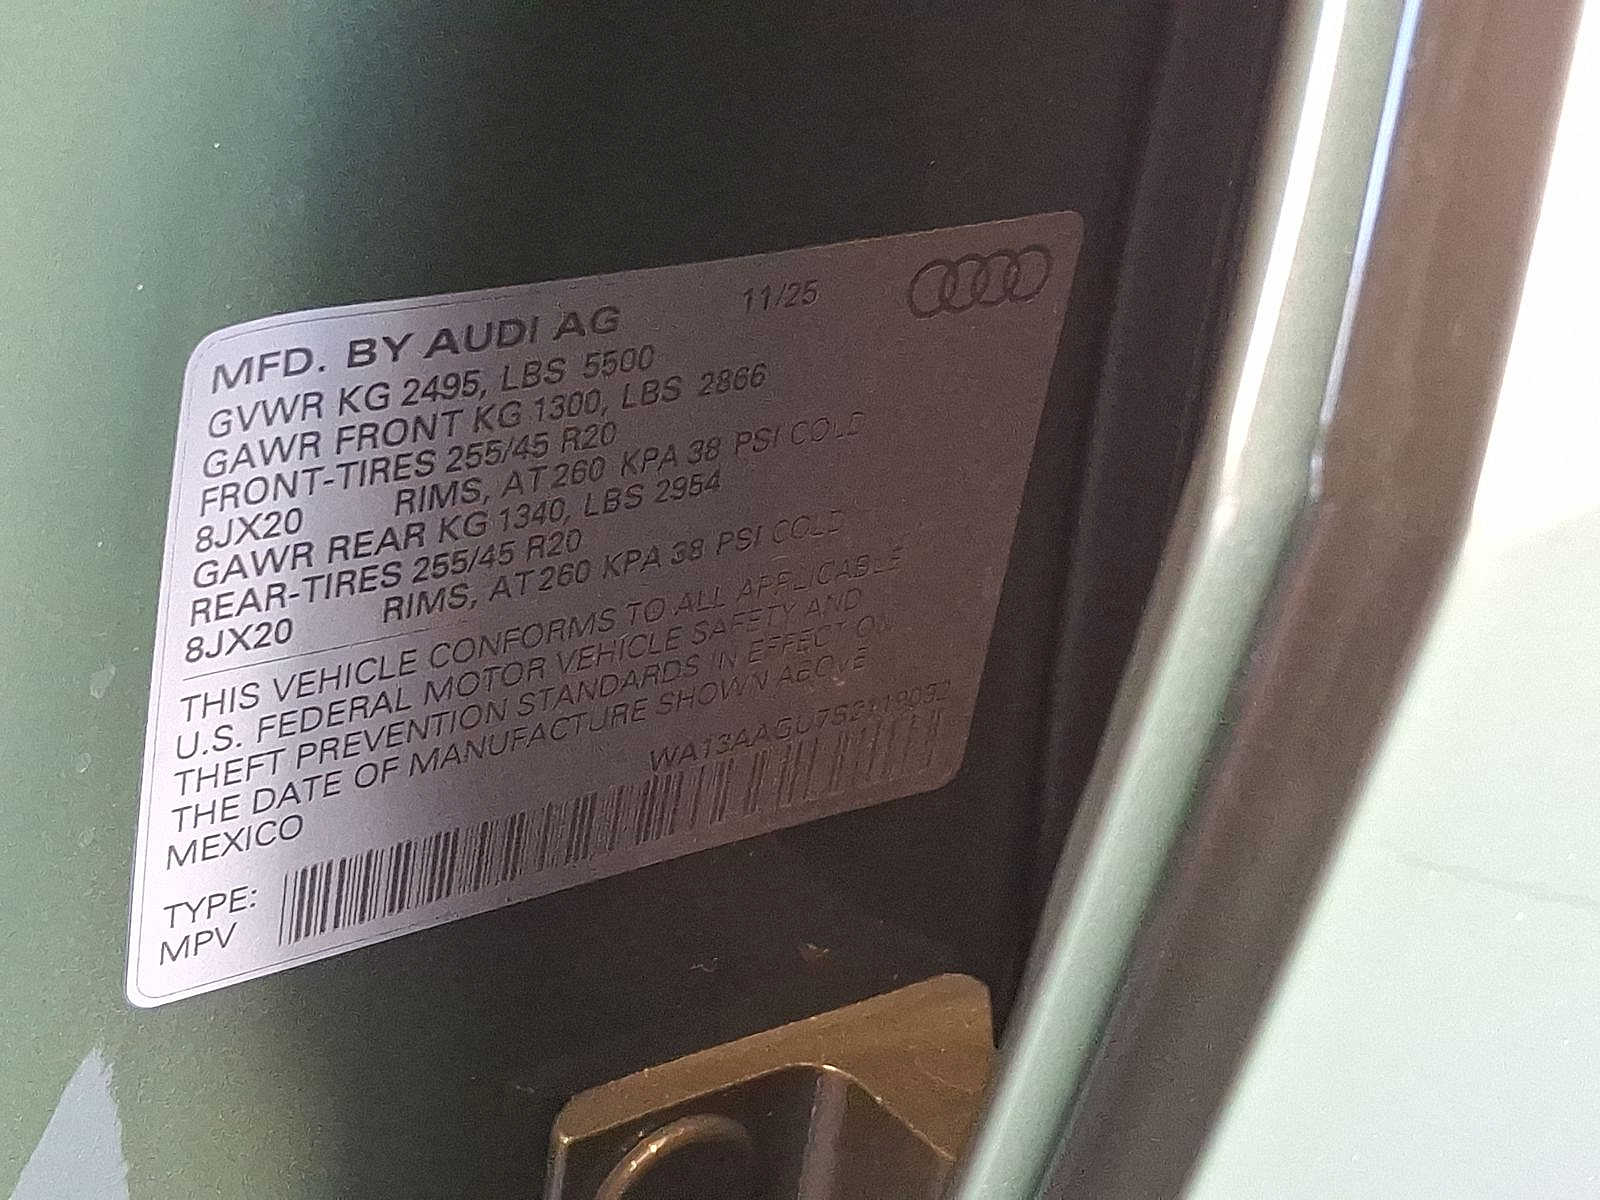 MFD. BY AUDI AG 11/25
GVWR KG 2495, LBS 5500
GAWR FRONT KG 1300, LBS 2866
FRONT-TIRES 255/45 R20
8JX20 RIMS, AT 260 KPA 38 PSI COLD
GAWR REAR KG 1340, LBS 2954
REAR-TIRES 255/45 R20
8JX20 RIMS, AT 260 KPA 38 PSI COLD
THIS VEHICLE CONFORMS TO ALL APPLICABLE
U.S. FEDERAL MOTOR VEHICLE SAFETY AND
THEFT PREVENTION STANDARDS IN EFFECT ON
THE DATE OF MANUFACTURE SHOWN ABOVE
MEXICO
TYPE:
MPV